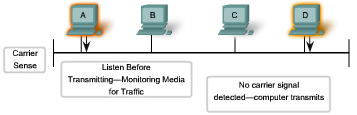 A
B
C
D
Carrier
Sense
Listen Before
Transmitting—Monitoring Media
for Traffic
No carrier signal
detected—computer transmits